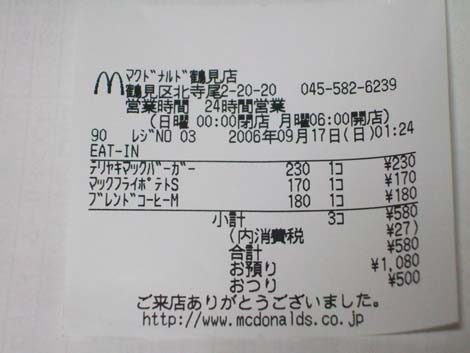 ﾏｸﾄﾞﾅﾙﾄﾞ鶴見店
鶴見区北寺尾2-20-20 045-582-6239
営業時間 24時間営業
(日曜 00:00閉店 月曜06:00開店)
90 ﾚｼﾞNO 03 2006年09月17日(日)01:24
EAT-IN
ﾃﾘﾔｷﾏｯｸﾊﾞｰｶﾞｰ 230 1ｺ ¥230
ﾏｯｸﾌﾗｲﾎﾟﾃﾄS 170 1ｺ ¥170
ﾌﾞﾚﾝﾄﾞｺｰﾋｰM 180 1ｺ ¥180
小計 3ｺ ¥580
(内消費税 ¥27)
合計 ¥580
お預り ¥1,080
おつり ¥500
ご来店ありがとうございました。
http://www.mcdonalds.co.jp